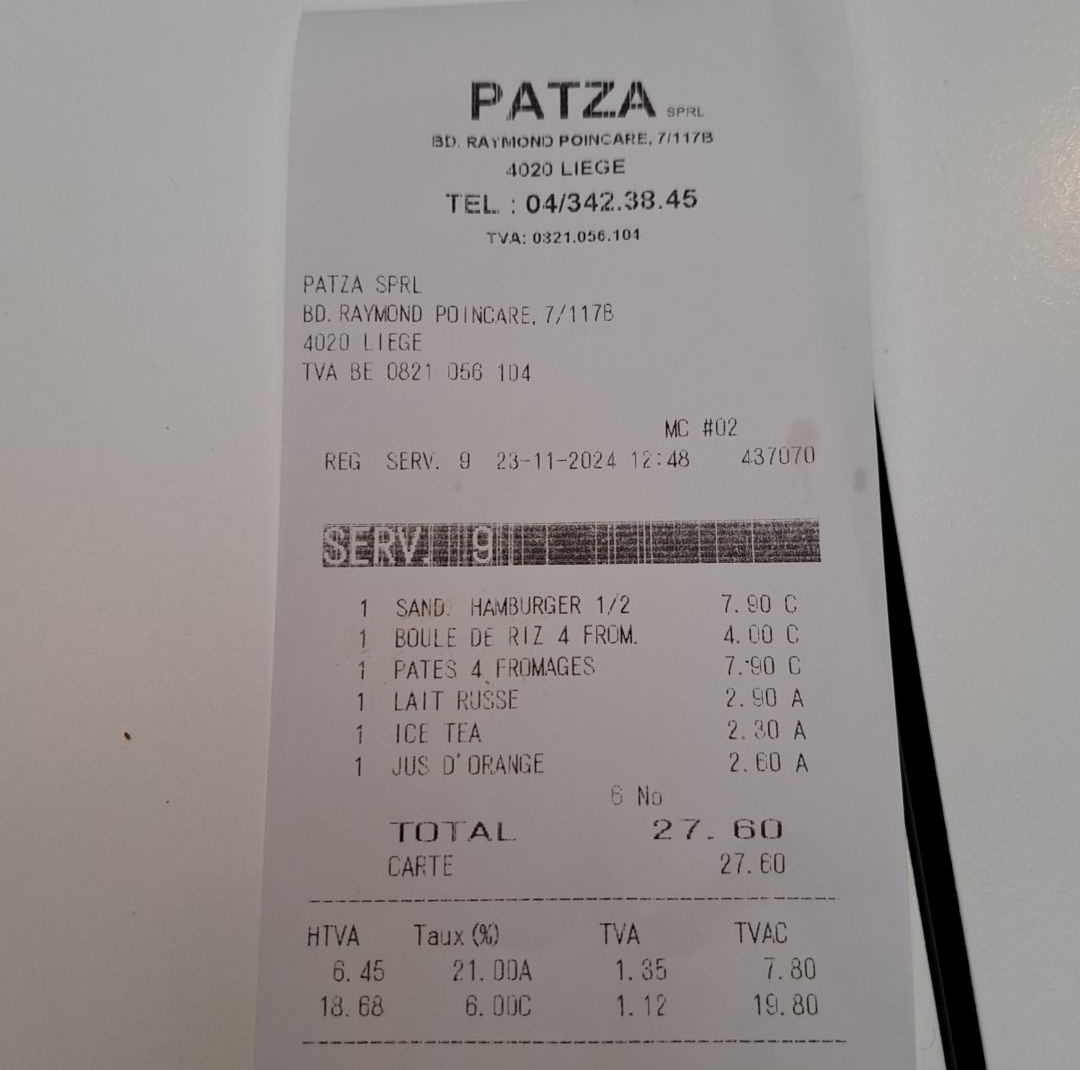 PATZA SPRL
BD. RAYMOND POINCARE, 7/117B
4020 LIEGE
TEL. : 04/342.38.45
TVA: 0821.056.104
PATZA SPRL
BD. RAYMOND POINCARE, 7/117B
4020 LIEGE
TVA BE 0821 056 104
MC #02
REG SERV. 9 23-11-2024 12:48 437070
SERV. 9
1 SAND. HAMBURGER 1/2 7.90 C
1 BOULE DE RIZ 4 FROM. 4.00 C
1 PATES 4 FROMAGES 7.90 C
1 LAIT RUSSE 2.90 A
1 ICE TEA 2.30 A
1 JUS D'ORANGE 2.60 A
6 No
TOTAL 27.60
CARTE 27.60
HTVA Taux (%) TVA TVAC
6.45 21.00A 1.35 7.80
18.68 6.00C 1.12 19.80